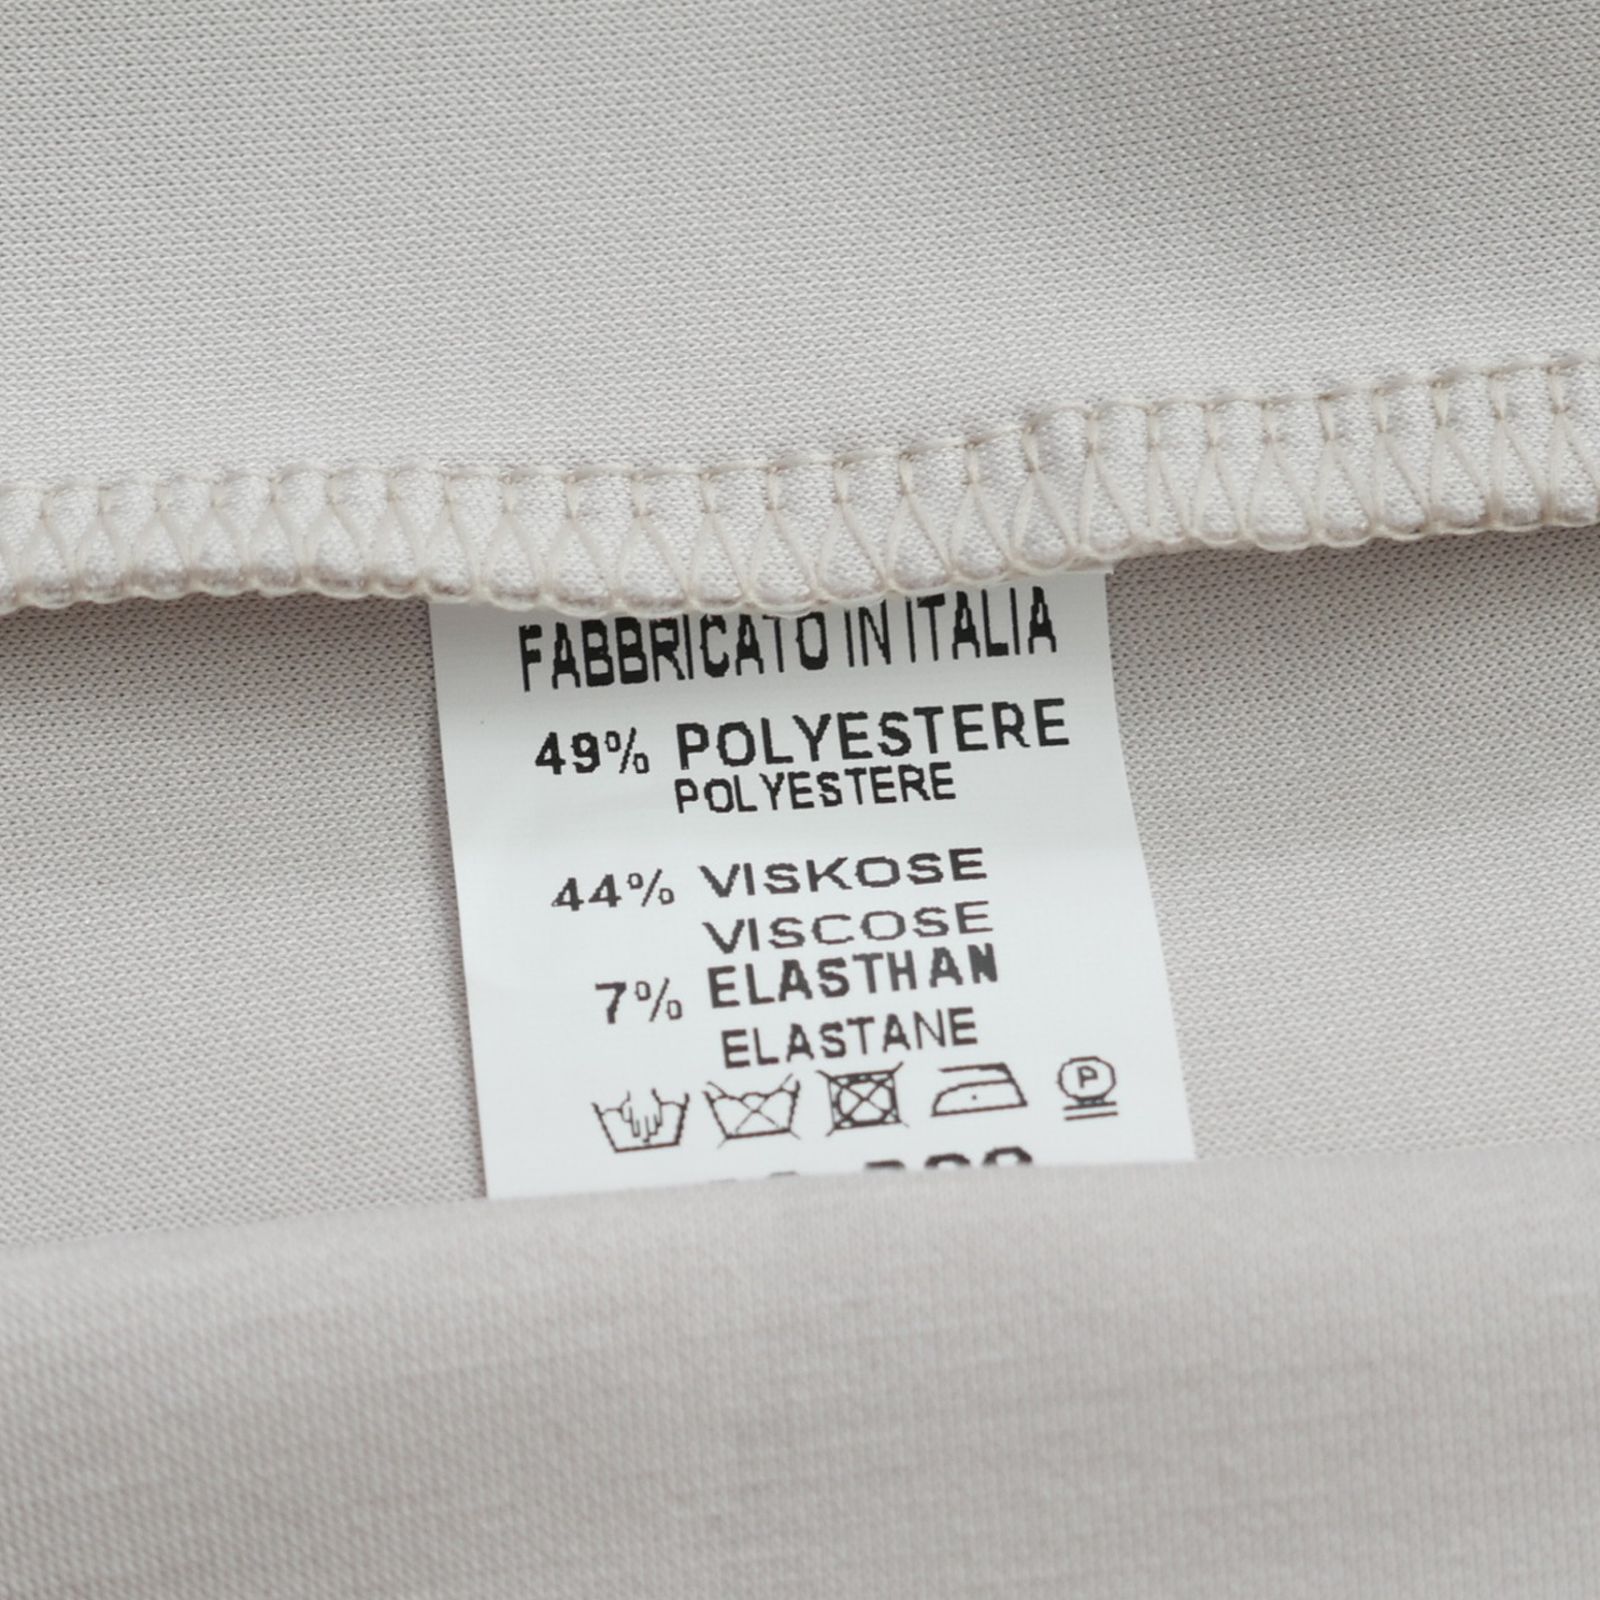 FABBRICATO IN ITALIA
49% POLYESTERE
POLYESTERE
44% VISKOSE
VISCOSE
7% ELASTHAN
ELASTANE
P